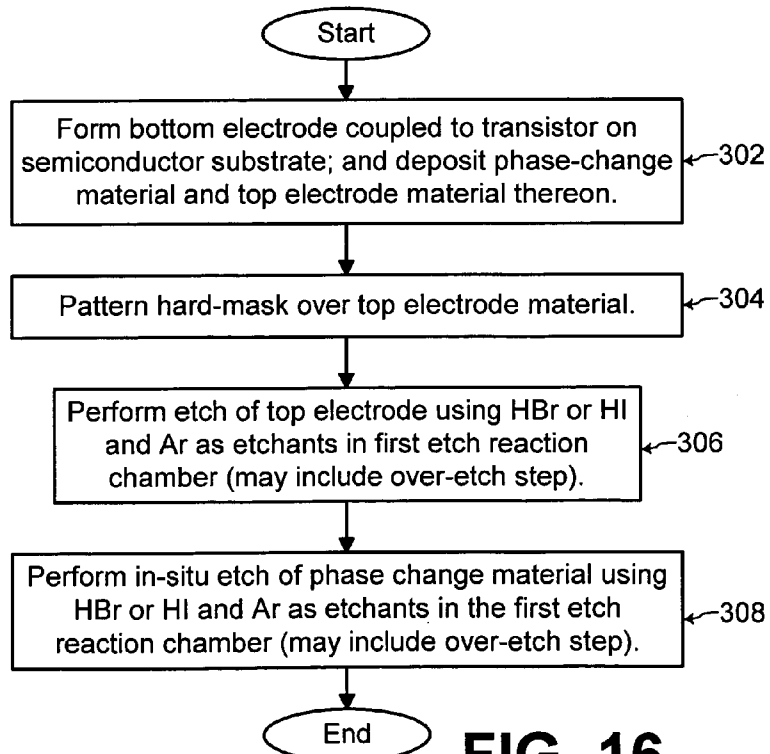 Start
Form bottom electrode coupled to transistor on
semiconductor substrate; and deposit phase-change
material and top electrode material thereon.
302
Pattern hard-mask over top electrode material.
304
Perform etch of top electrode using HBr or HI
and Ar as etchants in first etch reaction
chamber (may include over-etch step).
306
Perform in-situ etch of phase change material using
HBr or HI and Ar as etchants in the first etch
reaction chamber (may include over-etch step).
308
End
FIG. 16